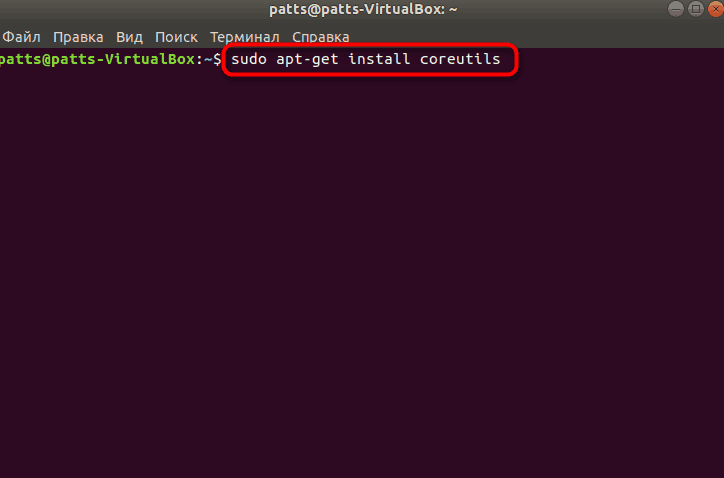 patts@patts-VirtualBox: ~
Файл Правка Вид Поиск Терминал Справка
patts@patts-VirtualBox:~$ sudo apt-get install coreutils